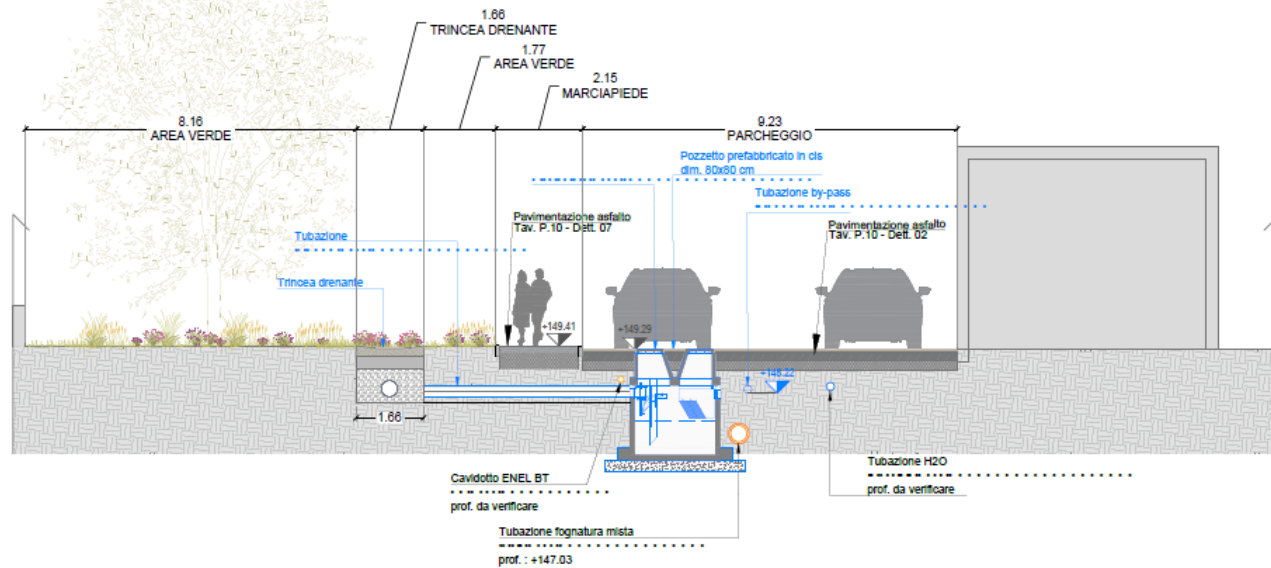 1.66
TRINCEA DRENANTE
1.77
AREA VERDE
2.15
MARCIAPIEDE
8.16
AREA VERDE
9.23
PARCHEGGIO
Pozzetto prefabbricato in cls
dim. 80x80 cm
Tubazione by-pass
Pavimentazione asfalto
Tav. P.10 - Dett. 07
Pavimentazione asfalto
Tav. P.10 - Dett. 02
Tubazione
Trincea drenante
+149.41
+149.29
+148.22
1.66
Cavidotto ENEL BT
prof. da verificare
Tubazione H2O
prof. da verificare
Tubazione fognatura mista
prof. : +147.03